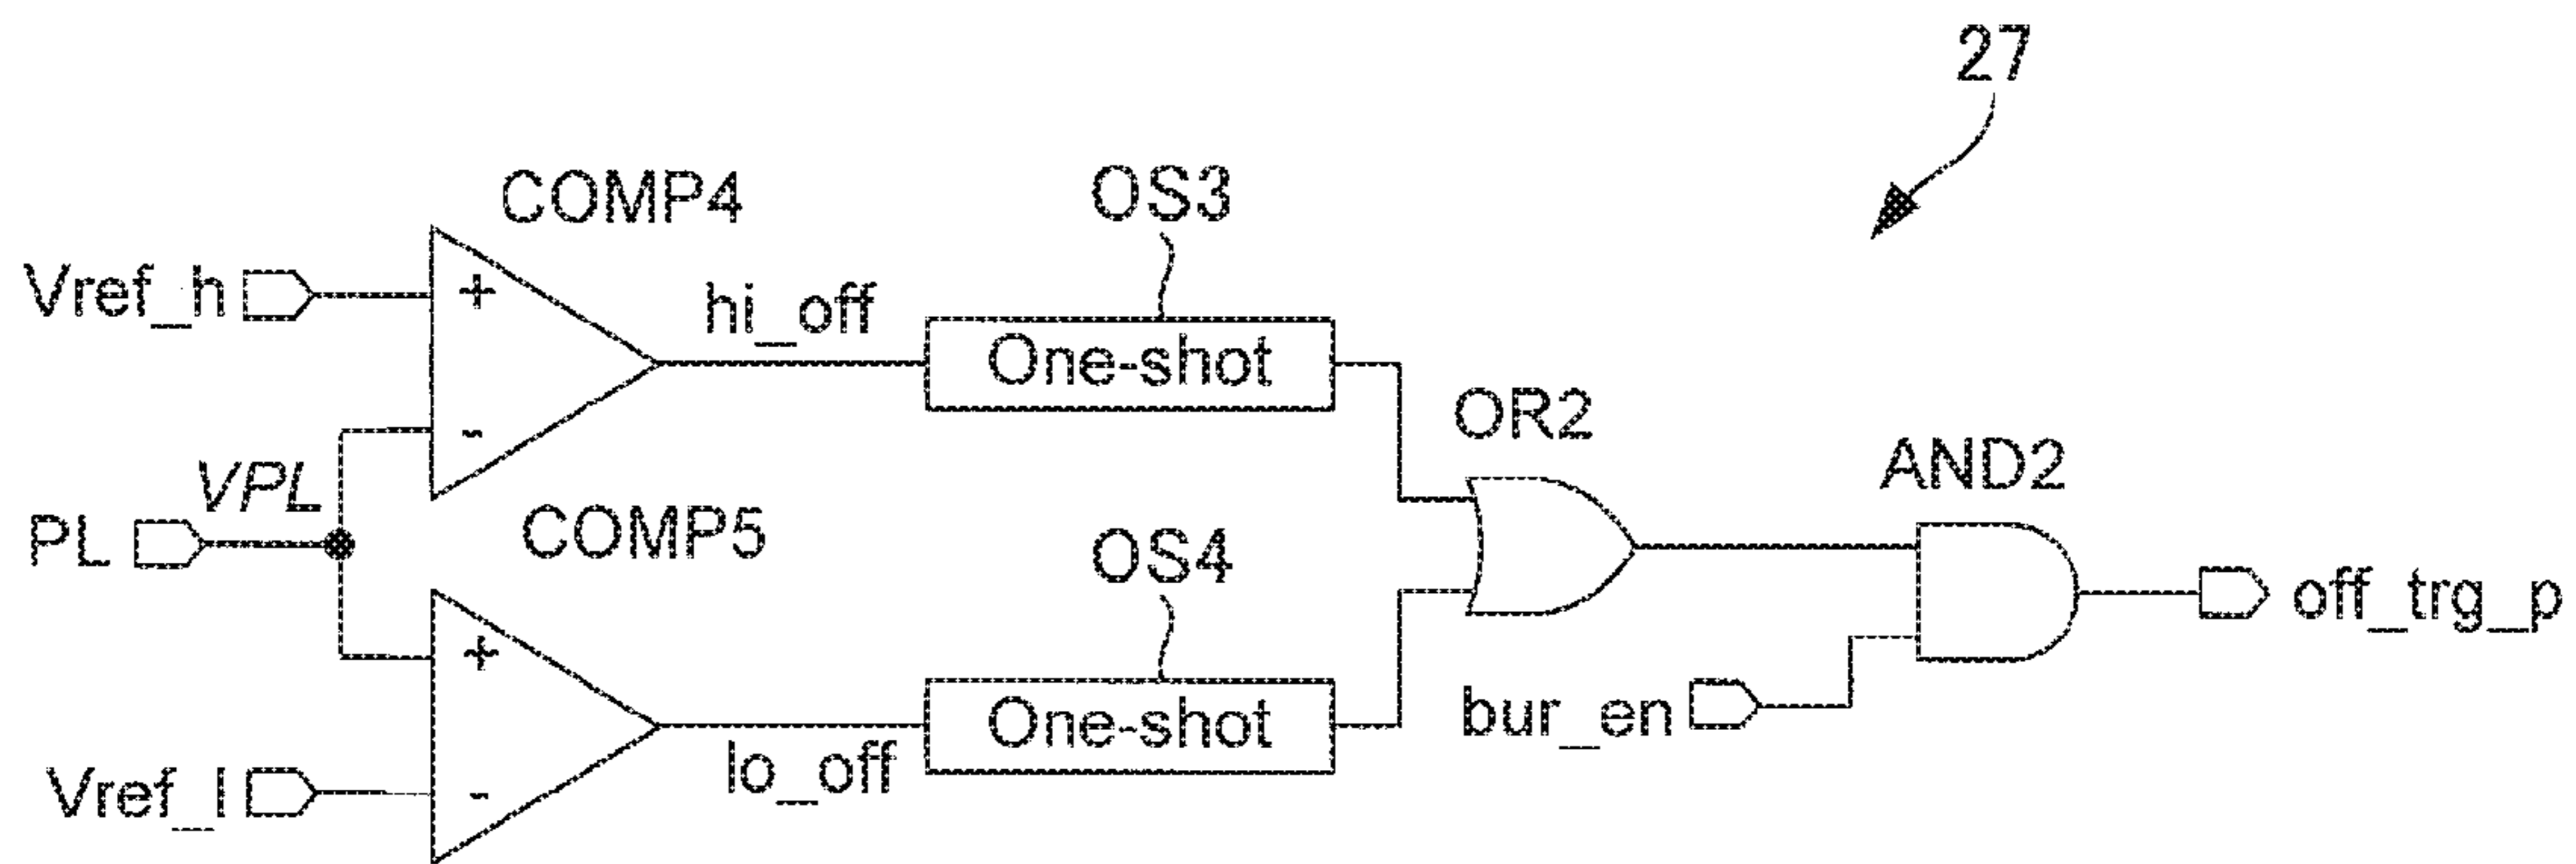 27
COMP4
OS3
Vref_h
+
hi_off
One-shot
-
OR2
VPL
AND2
PL
COMP5
OS4
off_trg_p
+
bur_en
One-shot
lo_off
Vref_l
-